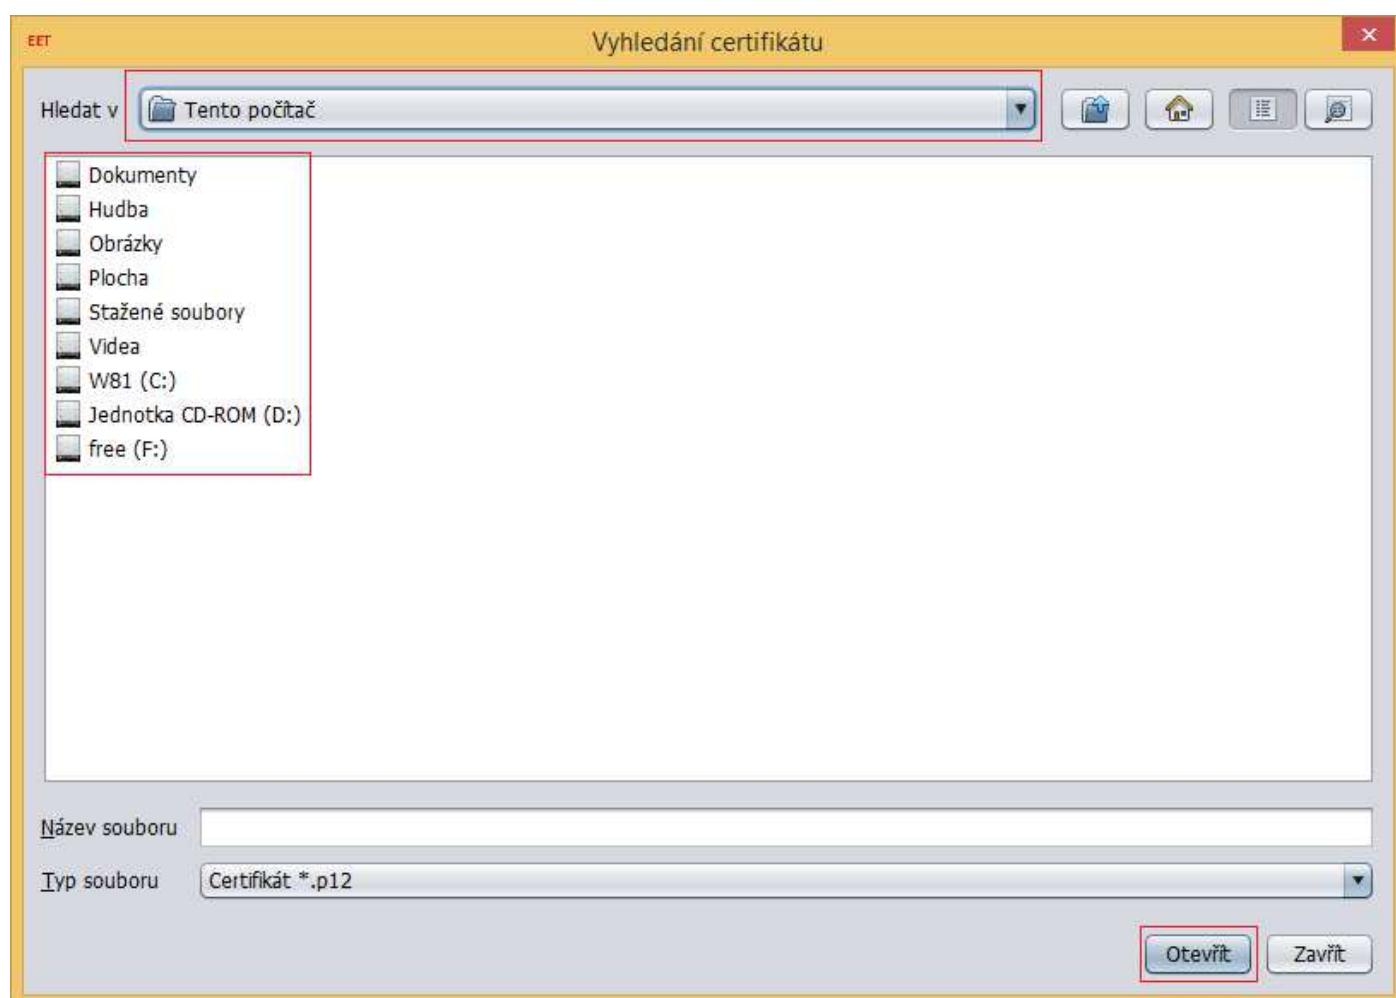 EET
Vyhledání certifikátu
Hledat v Tento počítač
Dokumenty
Hudba
Obrázky
Plocha
Stažené soubory
Videa
W81 (C:)
Jednotka CD-ROM (D:)
free (F:)
Název souboru
Typ souboru Certifikát *.p12
Otevřít Zavřít